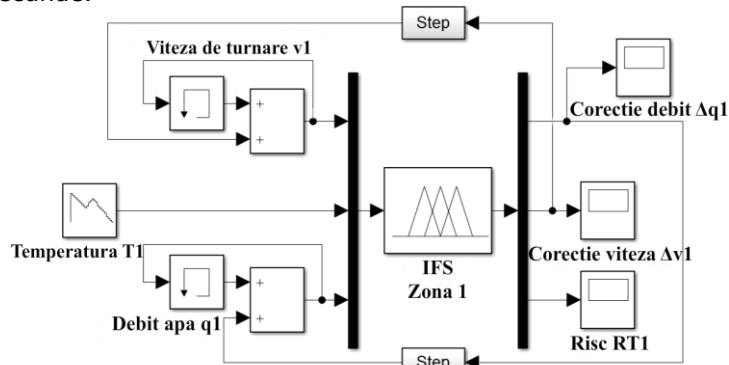 Step
Viteza de turnare v1
+
+
Corectie debit Δq1
Temperatura T1
Corectie viteza Δv1
IFS
Zona 1
+
+
Debit apa q1
Risc RT1
Step